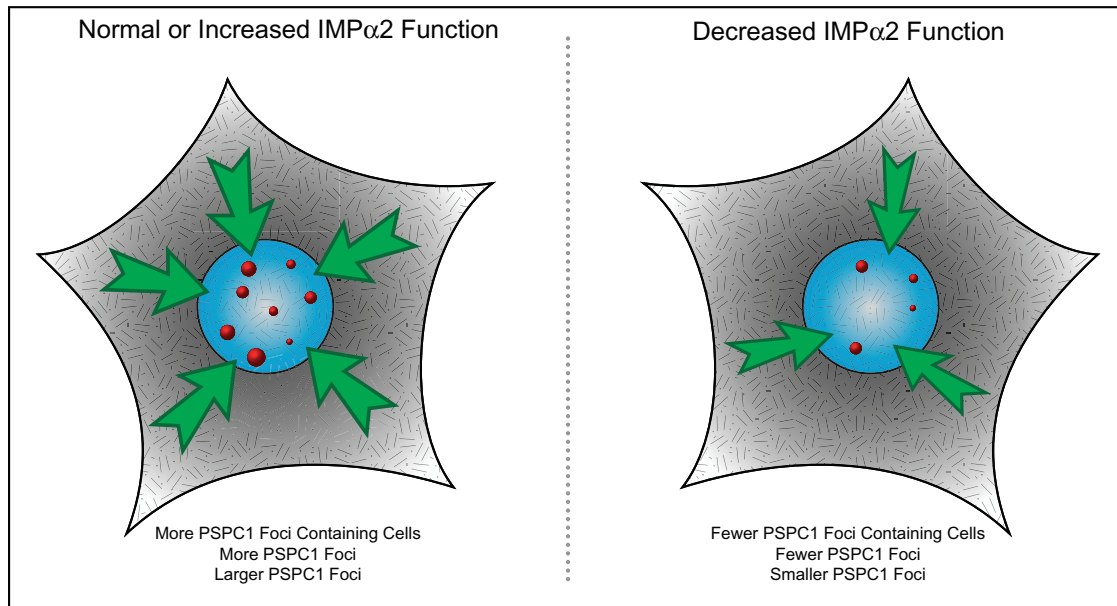 Normal or Increased IMPα2 Function
Decreased IMPα2 Function
More PSPC1 Foci Containing Cells
More PSPC1 Foci
Larger PSPC1 Foci
Fewer PSPC1 Foci Containing Cells
Fewer PSPC1 Foci
Smaller PSPC1 Foci